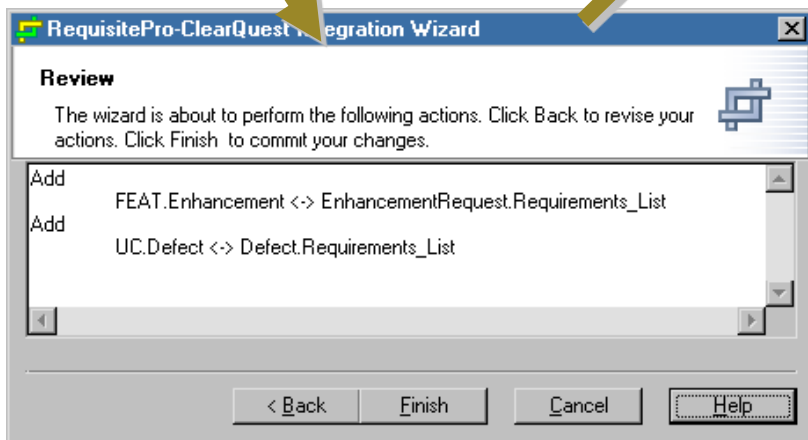 RequisitePro-ClearQuest Integration Wizard
Review
The wizard is about to perform the following actions. Click Back to revise your
actions. Click Finish to commit your changes.
Add
FEAT.Enhancement <-> EnhancementRequest.Requirements_List
Add
UC.Defect <-> Defect.Requirements_List
< Back Finish Cancel Help